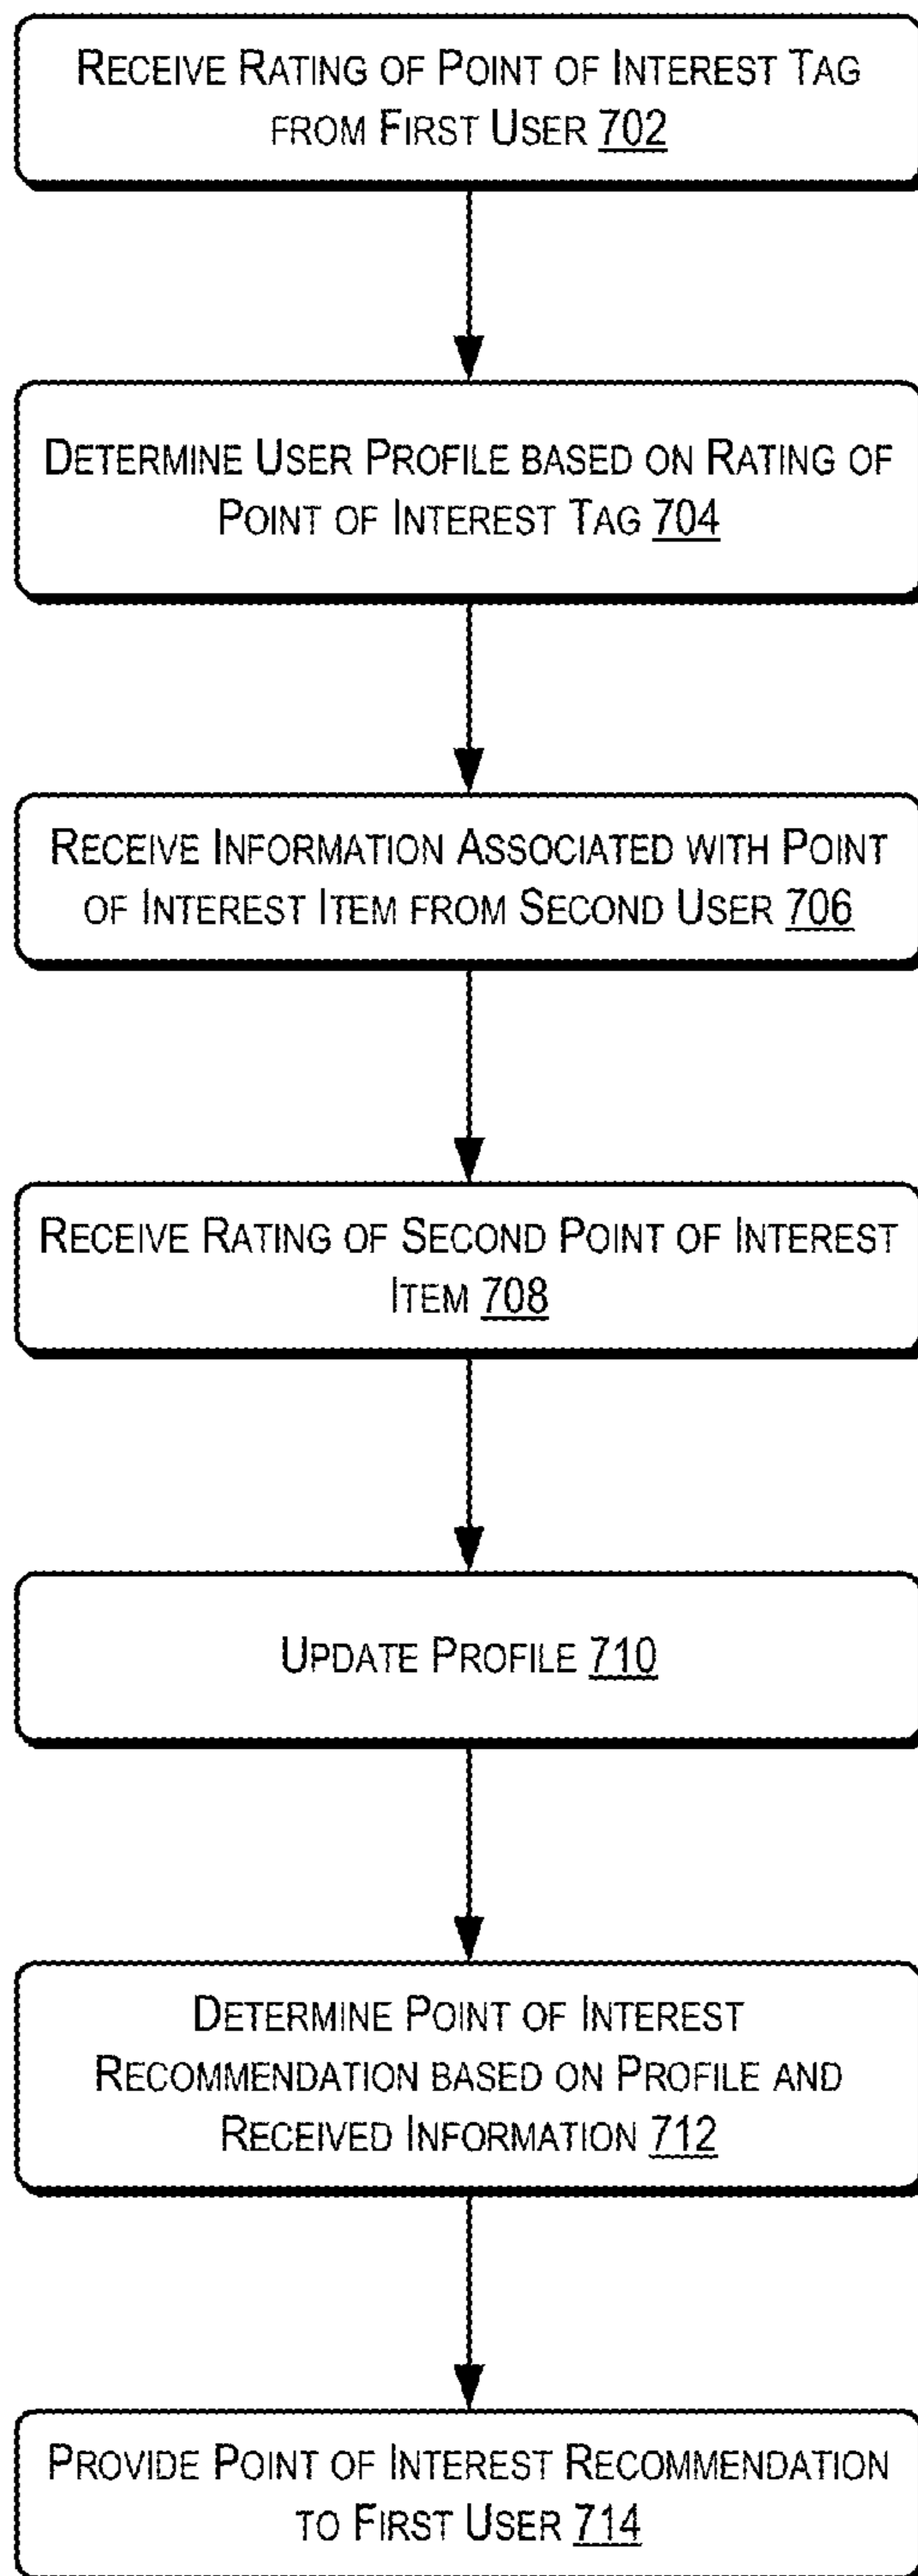 RECEIVE RATING OF POINT OF INTEREST TAG
FROM FIRST USER 702
DETERMINE USER PROFILE BASED ON RATING OF
POINT OF INTEREST TAG 704
RECEIVE INFORMATION ASSOCIATED WITH POINT
OF INTEREST ITEM FROM SECOND USER 706
RECEIVE RATING OF SECOND POINT OF INTEREST
ITEM 708
UPDATE PROFILE 710
DETERMINE POINT OF INTEREST
RECOMMENDATION BASED ON PROFILE AND
RECEIVED INFORMATION 712
PROVIDE POINT OF INTEREST RECOMMENDATION
TO FIRST USER 714